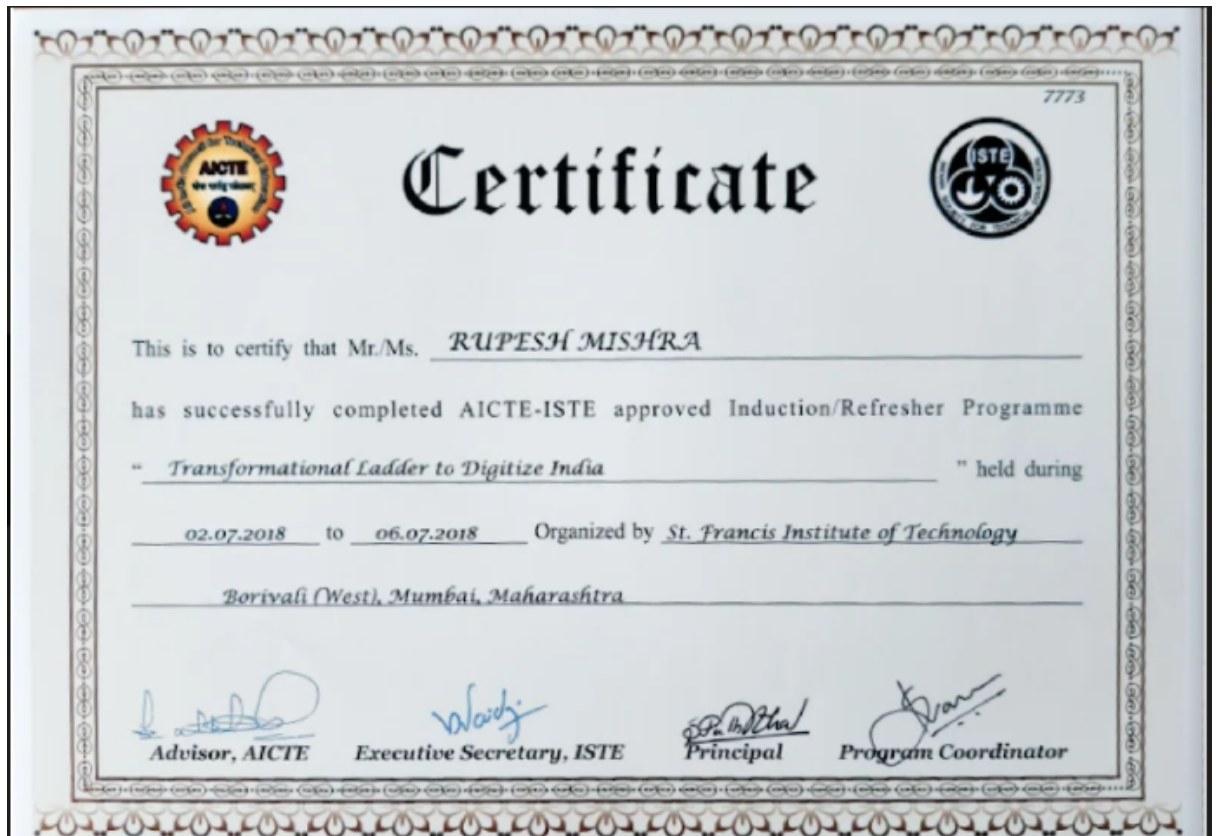 7773
AICTE
ISTE
Certificate
This is to certify that Mr./Ms. RUPESH MISHRA
has successfully completed AICTE-ISTE approved Induction/Refresher Programme
“ Transformational Ladder to Digitize India ” held during
02.07.2018 to 06.07.2018 Organized by St. Francis Institute of Technology
Borivali (West), Mumbai, Maharashtra
Advisor, AICTE Executive Secretary, ISTE Principal Program Coordinator